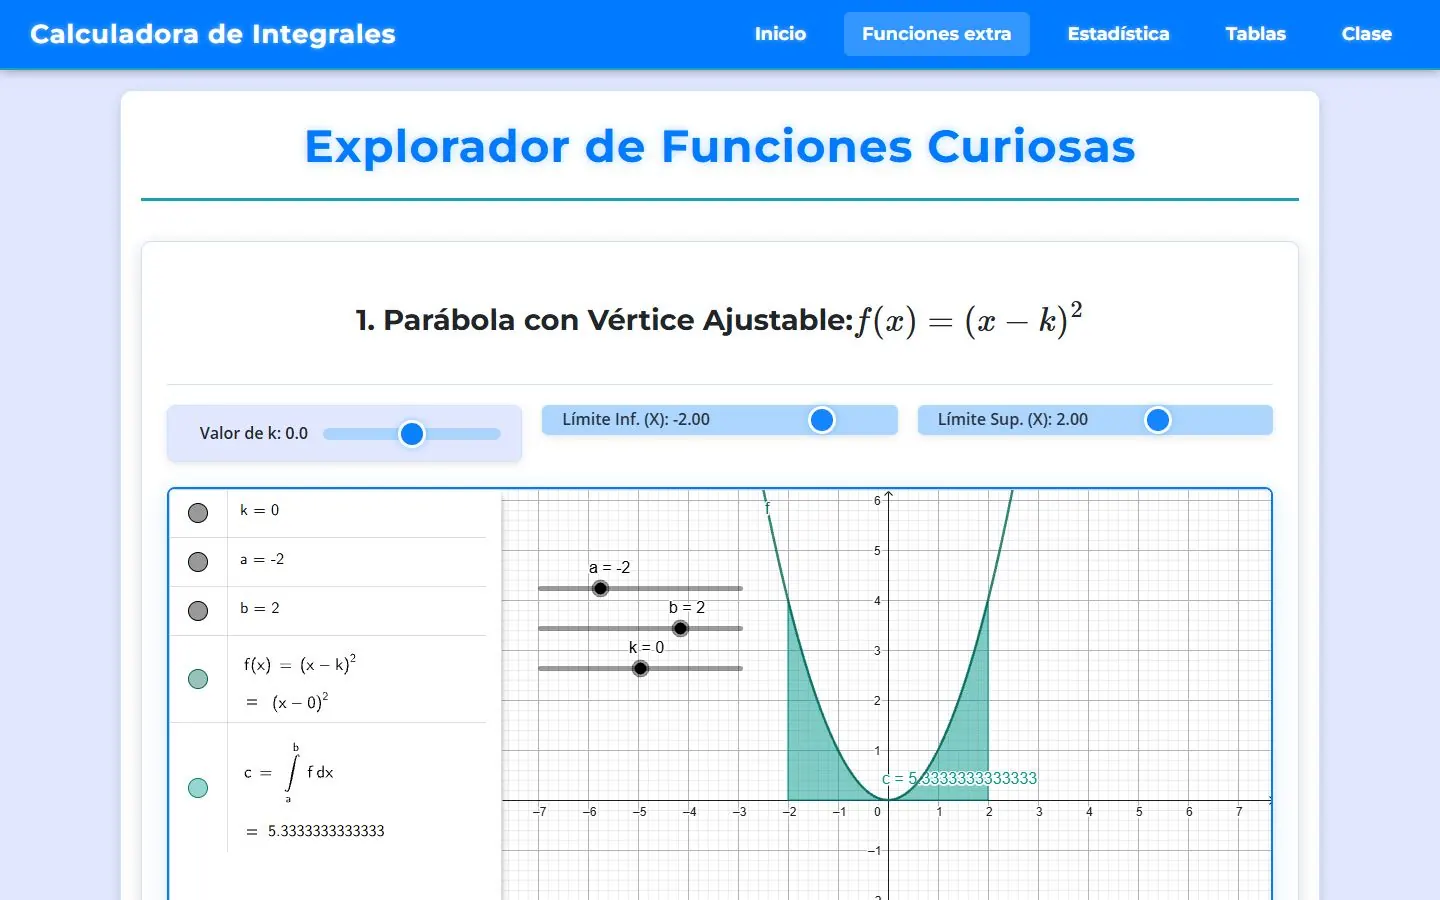 Calculadora de Integrales
Inicio
Funciones extra
Estadística
Tablas
Clase
Explorador de Funciones Curiosas
1. Parábola con Vértice Ajustable:f(x) = (x − k)²
Valor de k: 0.0
Límite Inf. (X): -2.00
Límite Sup. (X): 2.00
k = 0
a = -2
b = 2
f(x) = (x − k)²
= (x − 0)²
c = ∫ₐᵇ f dx
= 5.3333333333333
a = -2
b = 2
k = 0
f
c = 5.3333333333333
6
5
4
3
2
1
−7 −6 −5 −4 −3 −2 −1 0 1 2 3 4 5 6 7
−1